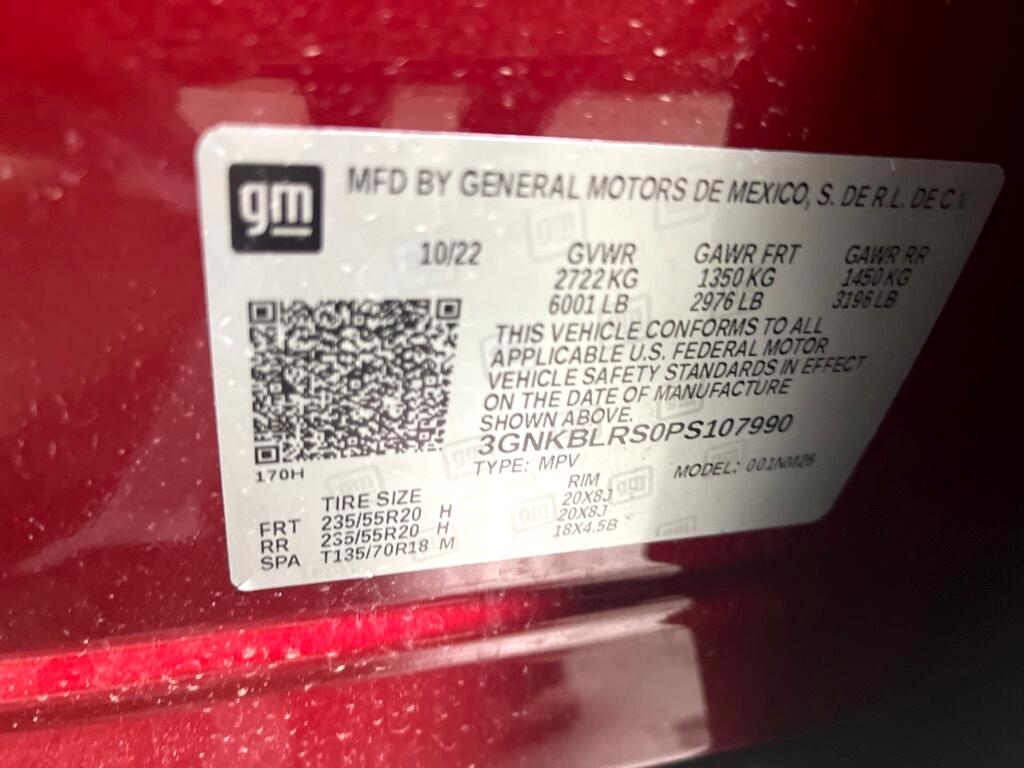 gm MFD BY GENERAL MOTORS DE MEXICO, S. DE R.L. DE C.V.
10/22 GVWR GAWR FRT GAWR RR
2722 KG 1350 KG 1450 KG
6001 LB 2976 LB 3196 LB
THIS VEHICLE CONFORMS TO ALL
APPLICABLE U.S. FEDERAL MOTOR
VEHICLE SAFETY STANDARDS IN EFFECT
ON THE DATE OF MANUFACTURE
SHOWN ABOVE.
3GNKBLRS0PS107990
170H TYPE: MPV MODEL: 001NM26
TIRE SIZE RIM
FRT 235/55R20 H 20X8J
RR 235/55R20 H 20X8J
SPA T135/70R18 M 18X4.5B